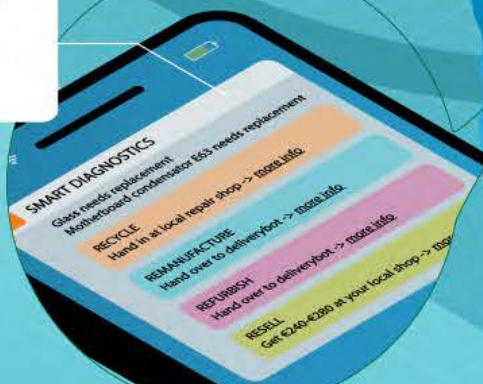 SMART DIAGNOSTICS
Glass needs replacement
Motherboard condensator E63 needs replacement
RECYCLE
Hand in at local repair shop -> more info
REMANUFACTURE
Hand over to deliverybot -> more info
REFURBISH
Hand over to deliverybot -> more info
RESELL
Get €240-€280 at your local shop ->